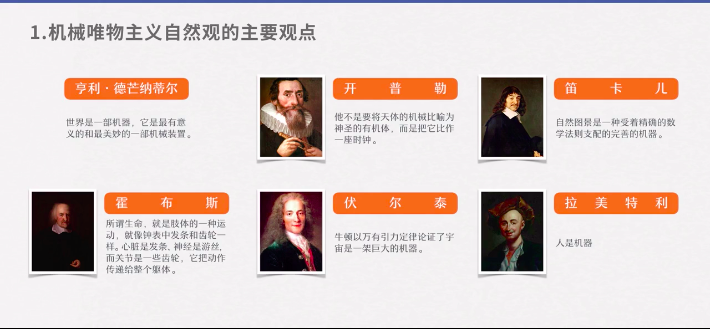 1.机械唯物主义自然观的主要观点
亨利·德芒纳蒂尔
世界是一部机器，它是最有意
义的和最美妙的一部机械装置。
开普勒
他不是要将天体的机械比喻为
神圣的有机体，而是把它比作
一座时钟。
笛卡儿
自然图景是一种受着精确的数
学法则支配的完善的机器。
霍布斯
所谓生命，就是肢体的一种运
动，就像钟表中发条和齿轮一
样。心脏是发条，神经是游丝，
而关节是一些齿轮，它把动作
传递给整个躯体。
伏尔泰
牛顿以万有引力定律论证了宇
宙是一架巨大的机器。
拉美特利
人是机器